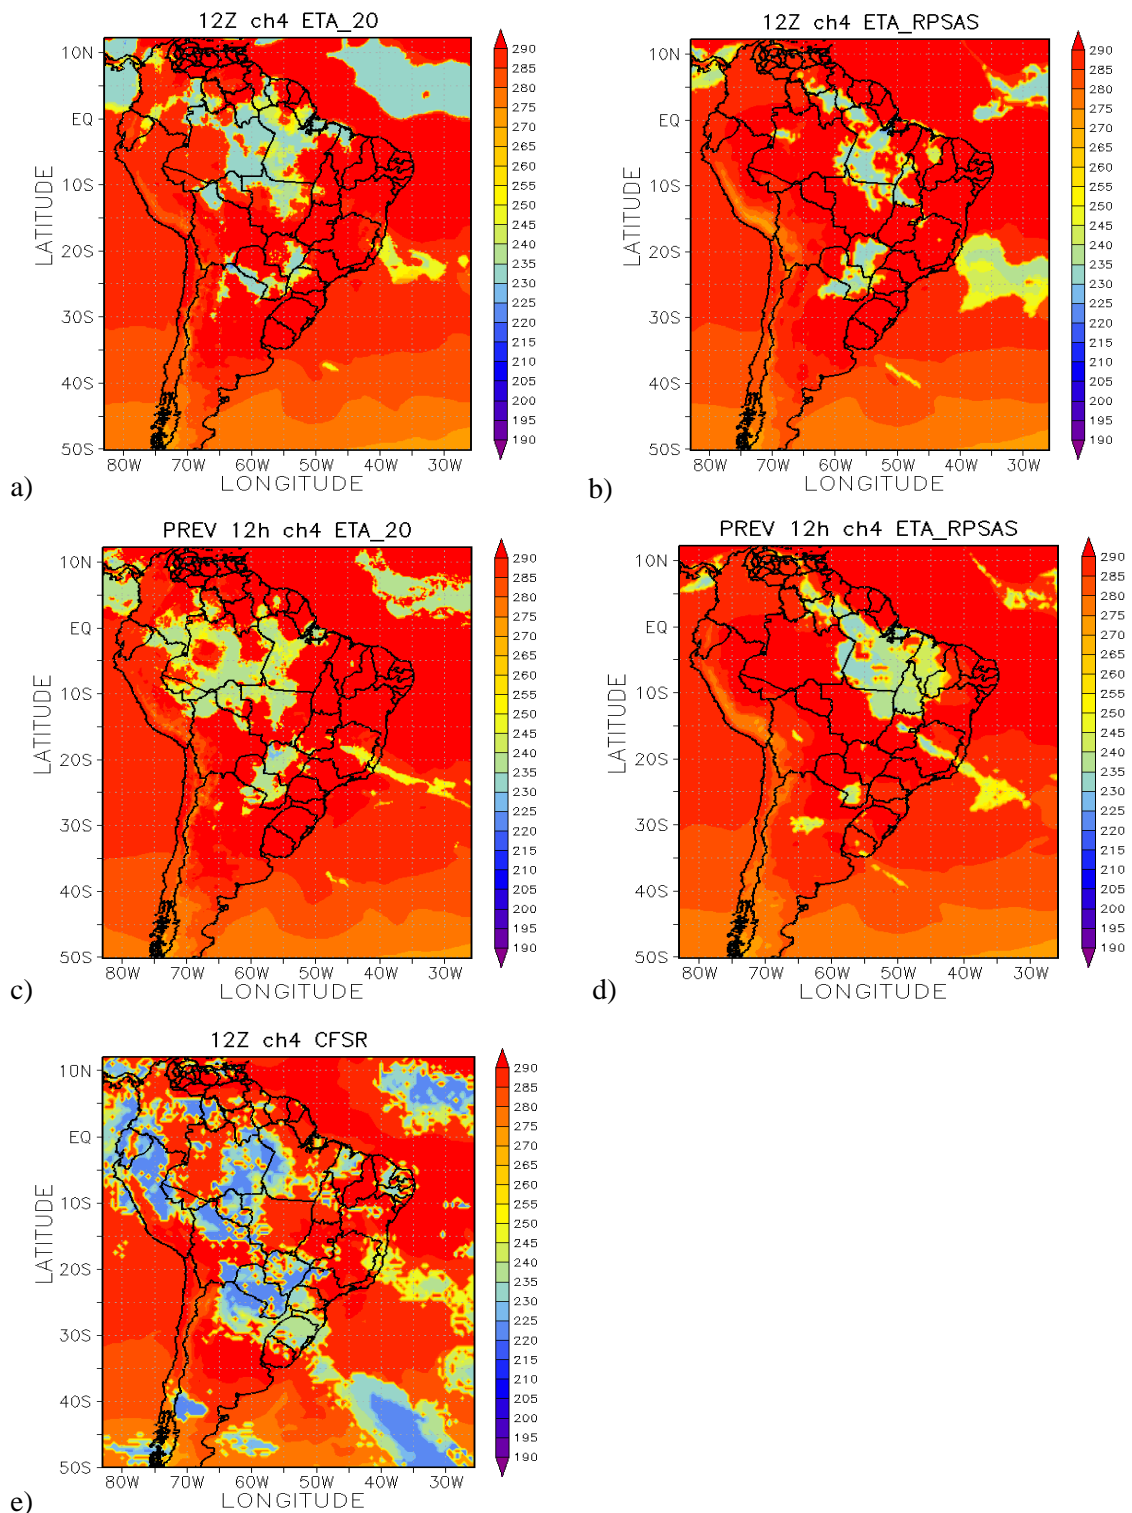 12Z ch4 ETA_20
10N
EQ
10S
20S
30S
40S
50S
LATITUDE
80W 70W 60W 50W 40W 30W
LONGITUDE
290
285
280
275
270
265
260
255
250
245
240
235
230
225
220
215
210
205
200
195
190
a)
12Z ch4 ETA_RPSAS
10N
EQ
10S
20S
30S
40S
50S
LATITUDE
80W 70W 60W 50W 40W 30W
LONGITUDE
290
285
280
275
270
265
260
255
250
245
240
235
230
225
220
215
210
205
200
195
190
b)
PREV 12h ch4 ETA_20
10N
EQ
10S
20S
30S
40S
50S
LATITUDE
80W 70W 60W 50W 40W 30W
LONGITUDE
290
285
280
275
270
265
260
255
250
245
240
235
230
225
220
215
210
205
200
195
190
c)
PREV 12h ch4 ETA_RPSAS
10N
EQ
10S
20S
30S
40S
50S
LATITUDE
80W 70W 60W 50W 40W 30W
LONGITUDE
290
285
280
275
270
265
260
255
250
245
240
235
230
225
220
215
210
205
200
195
190
d)
12Z ch4 CFSR
10N
EQ
10S
20S
30S
40S
50S
LATITUDE
80W 70W 60W 50W 40W 30W
LONGITUDE
290
285
280
275
270
265
260
255
250
245
240
235
230
225
220
215
210
205
200
195
190
e)